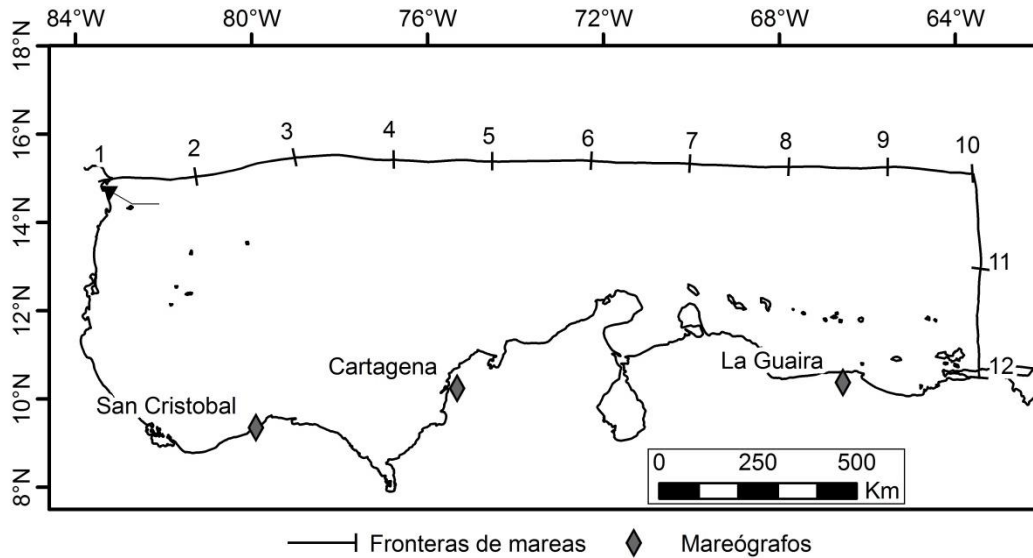 84°W 80°W 76°W 72°W 68°W 64°W
18°N
16°N
14°N
12°N
10°N
8°N
1 2 3 4 5 6 7 8 9 10
11
12
Cartagena
La Guaira
San Cristobal
0 250 500
Km
Fronteras de mareas
Mareógrafos